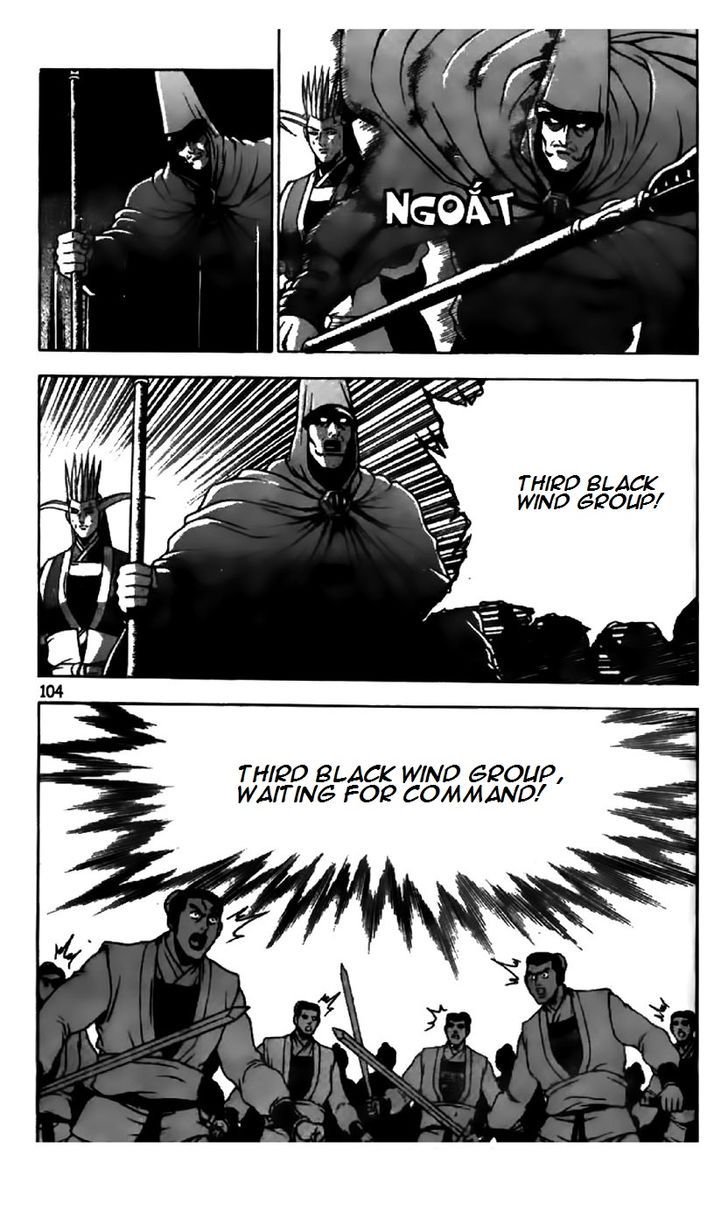 NGOẮT
THIRD BLACK
WIND GROUP!
104
THIRD BLACK WIND GROUP,
WAITING FOR COMMAND!